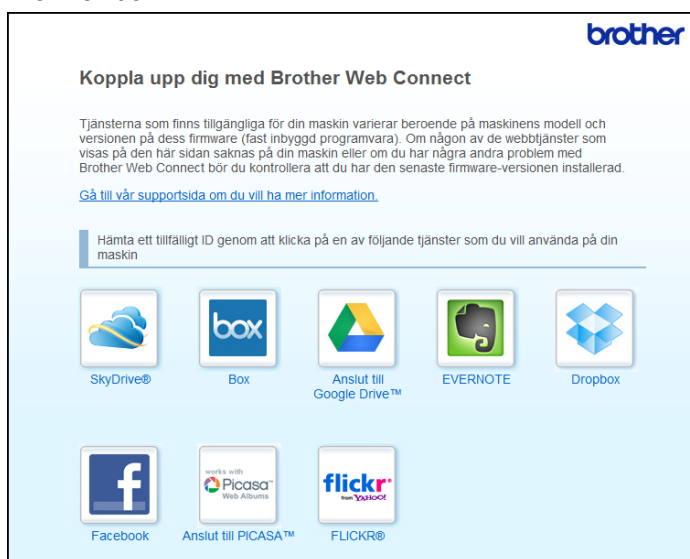 brother
Koppla upp dig med Brother Web Connect
Tjänsterna som finns tillgängliga för din maskin varierar beroende på maskinens modell och
versionen på dess firmware (fast inbyggd programvara). Om någon av de webbtjänster som
visas på den här sidan saknas på din maskin eller om du har några andra problem med
Brother Web Connect bör du kontrollera att du har den senaste firmware-versionen installerad.
Gå till vår supportsida om du vill ha mer information.
Hämta ett tillfälligt ID genom att klicka på en av följande tjänster som du vill använda på din
maskin
box
SkyDrive®
Box
Anslut till
Google Drive™
EVERNOTE
Dropbox
f
works with
Picasa™
Web Albums
flickr
from YAHOO!
Facebook
Anslut till PICASA™
FLICKR®